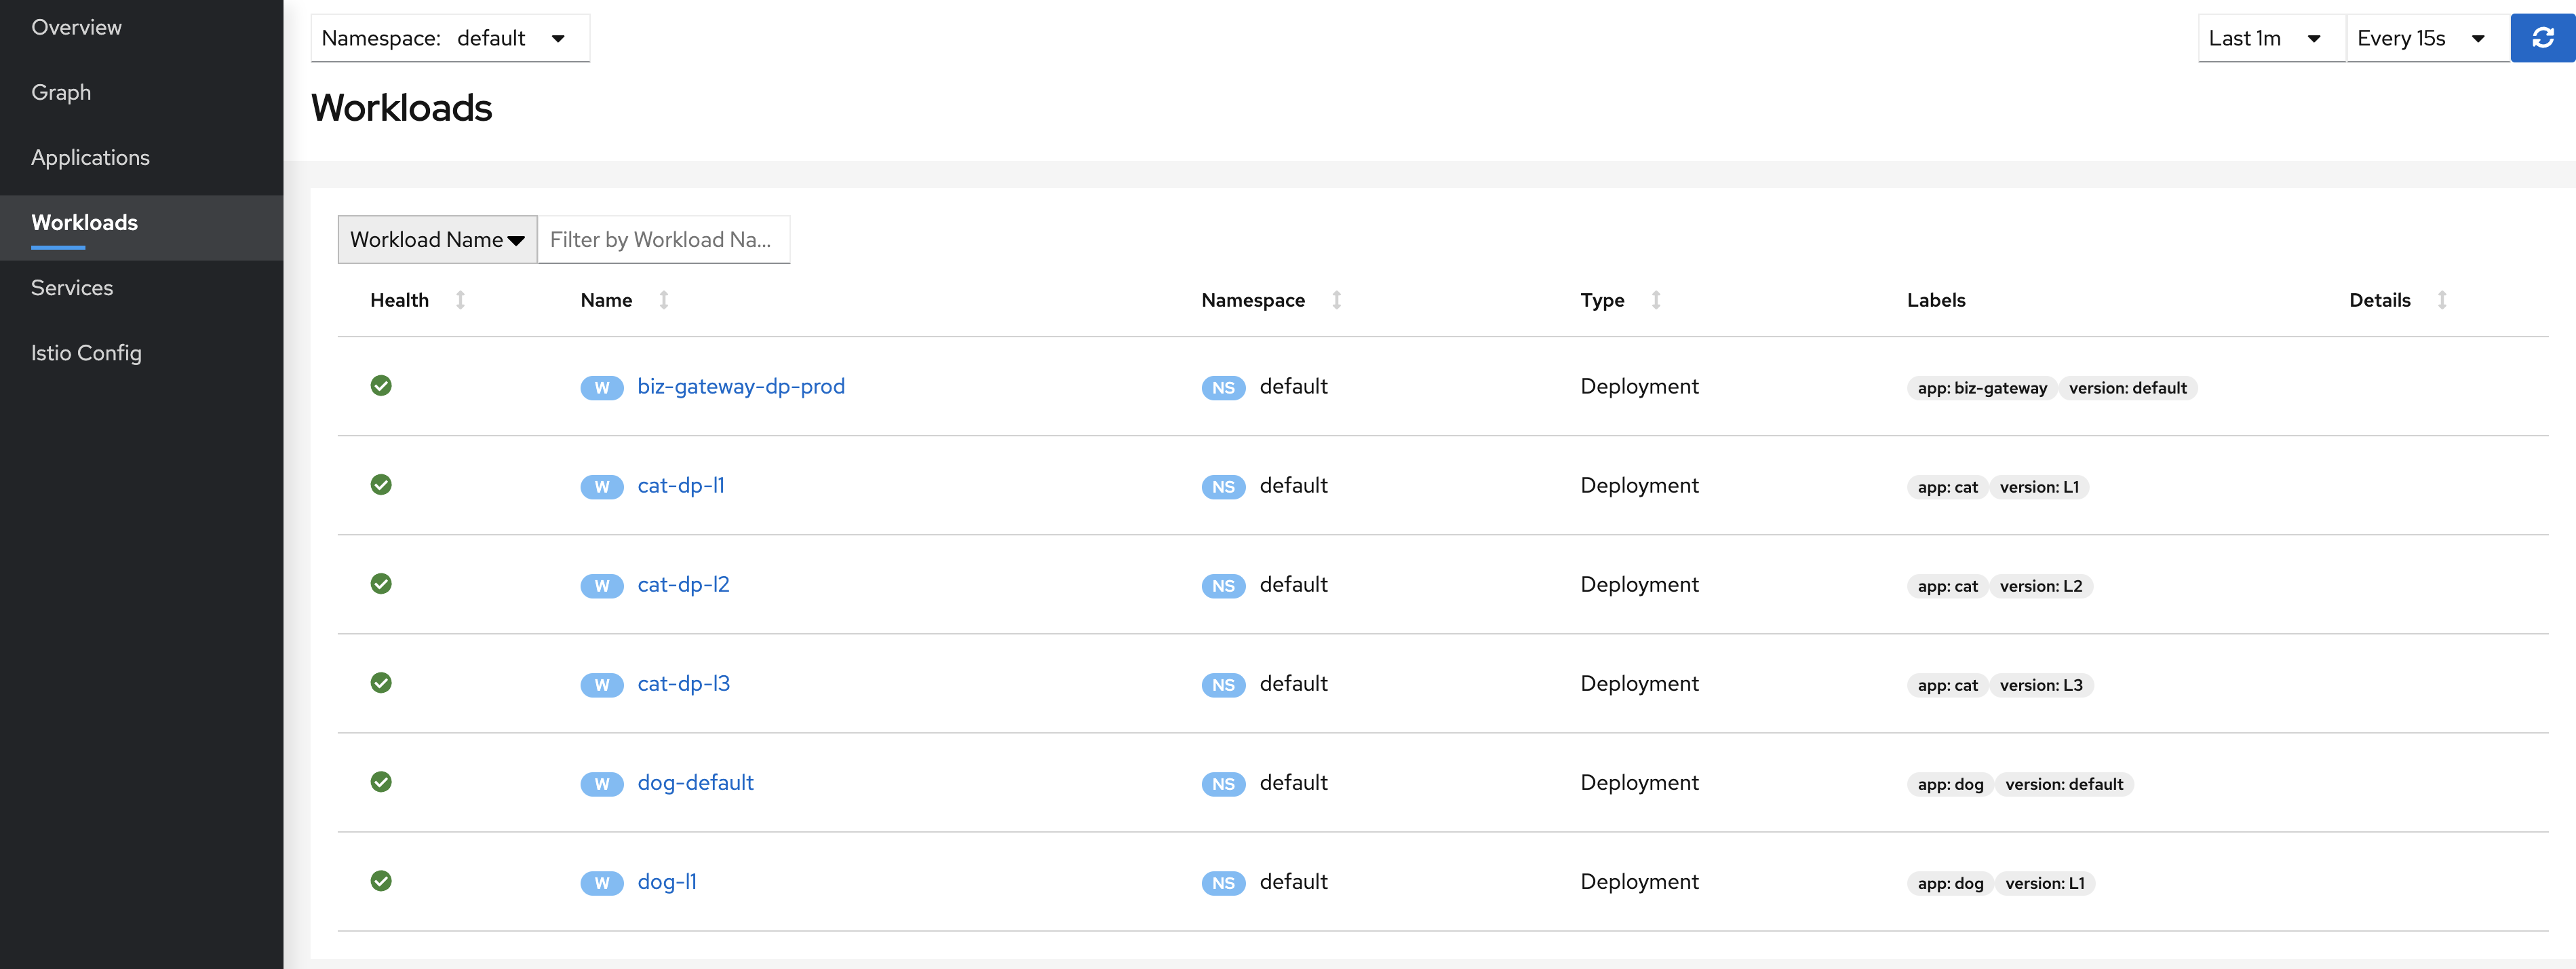 Overview
Graph
Applications
Workloads
Services
Istio Config
Namespace: default
Last 1m
Every 15s
Workloads
Workload Name
Filter by Workload Na...
Health Name Namespace Type Labels Details
W biz-gateway-dp-prod NS default Deployment app: biz-gateway version: default
W cat-dp-l1 NS default Deployment app: cat version: L1
W cat-dp-l2 NS default Deployment app: cat version: L2
W cat-dp-l3 NS default Deployment app: cat version: L3
W dog-default NS default Deployment app: dog version: default
W dog-l1 NS default Deployment app: dog version: L1